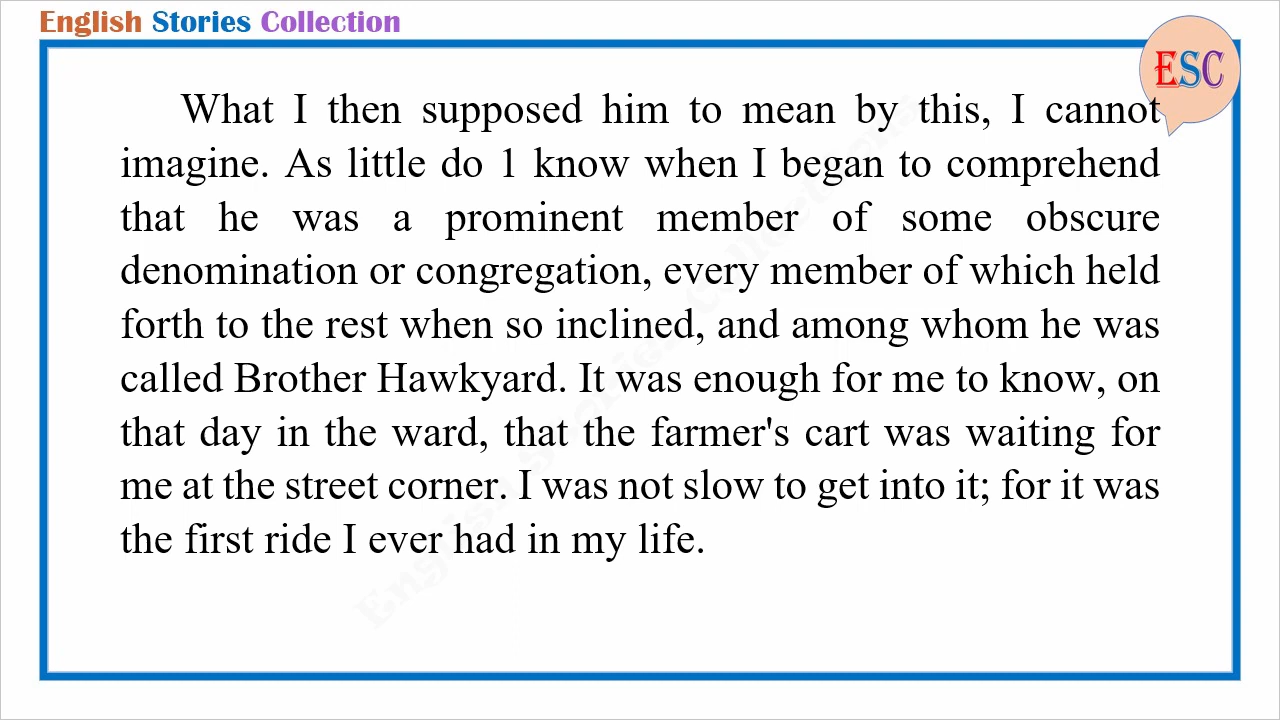 English Stories Collection
ESC
What I then supposed him to mean by this, I cannot
imagine. As little do 1 know when I began to comprehend
that he was a prominent member of some obscure
denomination or congregation, every member of which held
forth to the rest when so inclined, and among whom he was
called Brother Hawkyard. It was enough for me to know, on
that day in the ward, that the farmer's cart was waiting for
me at the street corner. I was not slow to get into it; for it was
the first ride I ever had in my life.
English Stories Collection